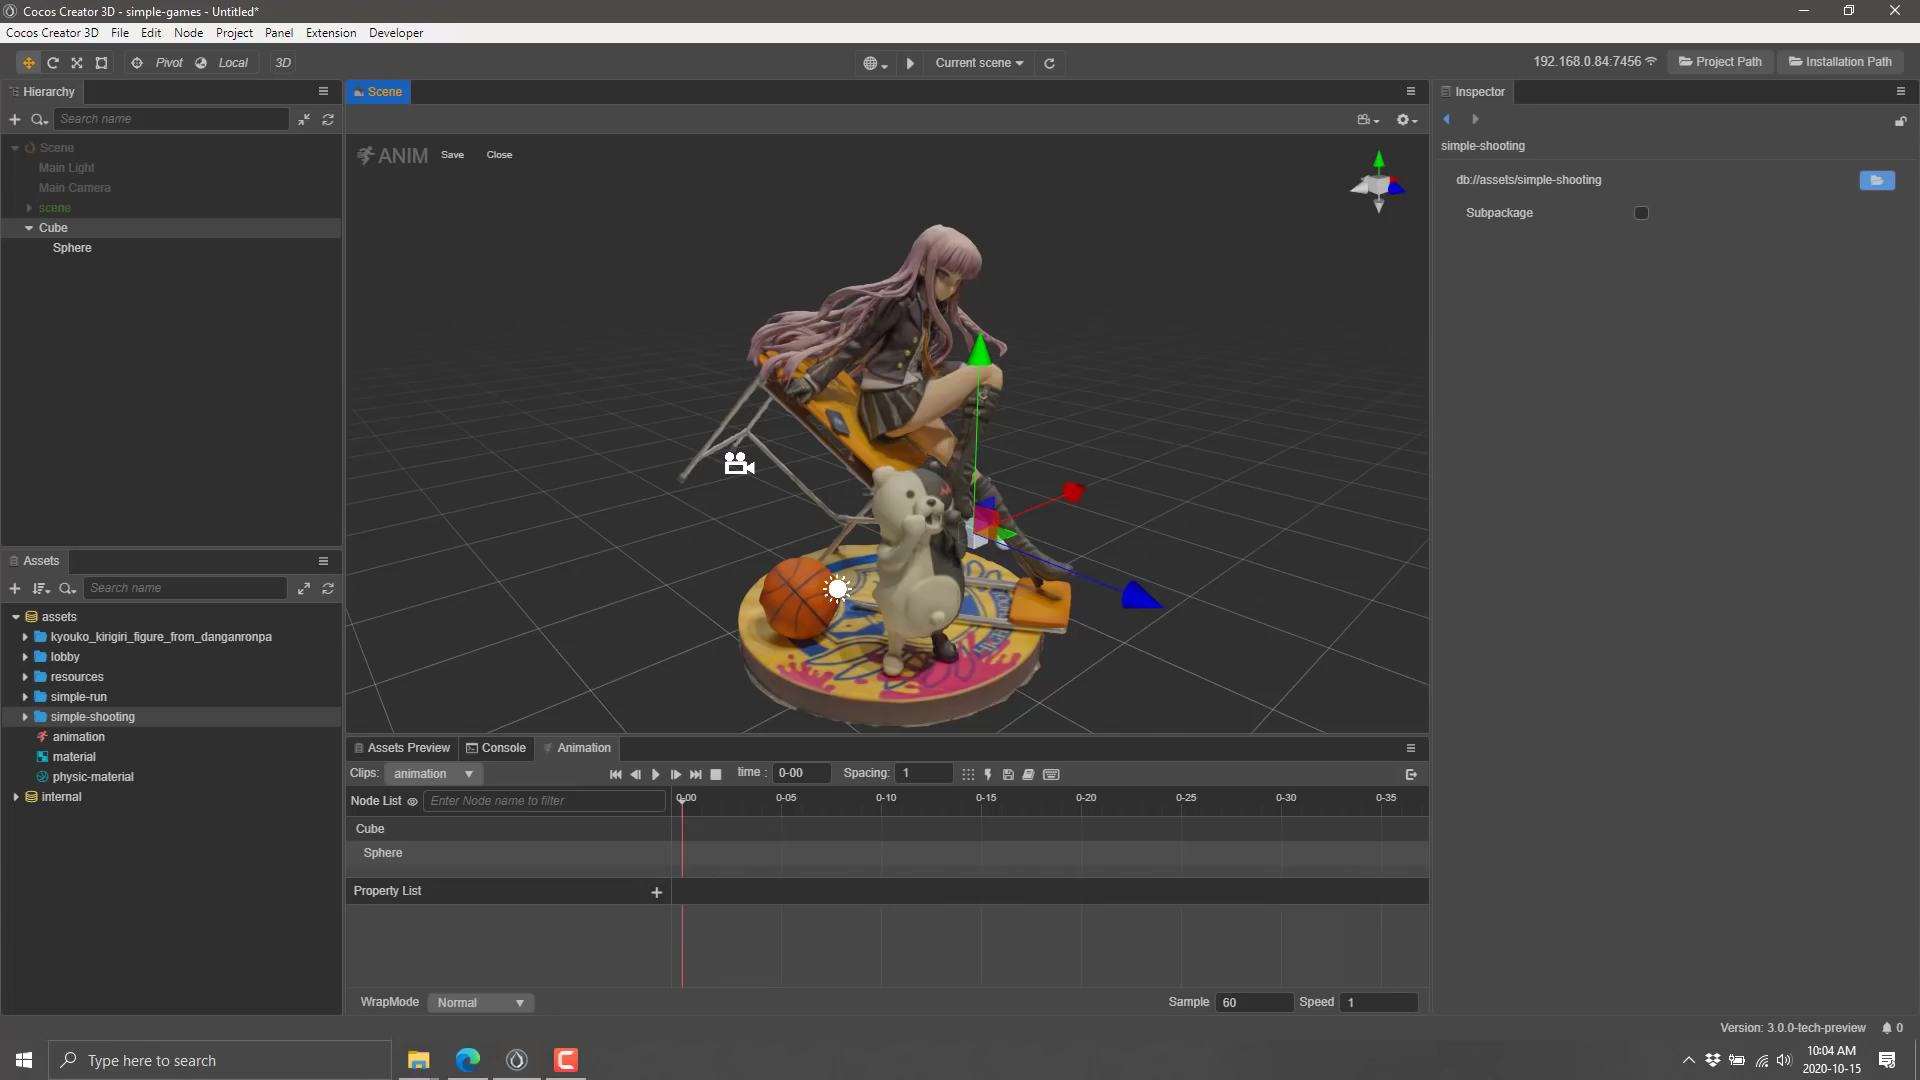 Cocos Creator 3D - simple-games - Untitled*
Cocos Creator 3D File Edit Node Project Panel Extension Developer
Pivot Local 3D
Current scene
192.168.0.84:7456 Project Path Installation Path
Hierarchy
Search name
Scene
Main Light
Main Camera
scene
Cube
Sphere
Assets
Search name
assets
kyouko_kirigiri_figure_from_danganronpa
lobby
resources
simple-run
simple-shooting
animation
material
physic-material
internal
Scene
ANIM Save Close
Assets Preview Console Animation
Clips: animation time : 0-00 Spacing: 1
Node List Enter Node name to filter 0-00 0-05 0-10 0-15 0-20 0-25 0-30 0-35
Cube
Sphere
Property List
WrapMode Normal Sample 60 Speed 1
Inspector
simple-shooting
db://assets/simple-shooting
Subpackage
Version: 3.0.0-tech-preview 0
Type here to search
10:04 AM
2020-10-15